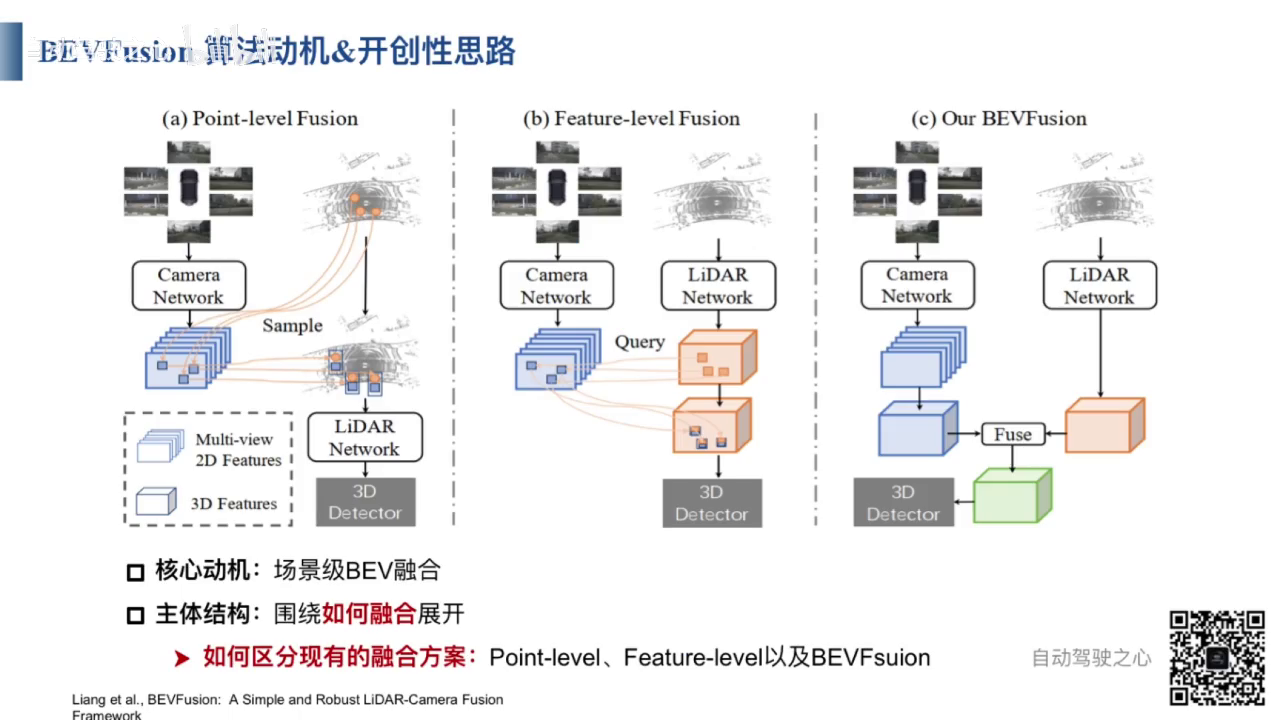 BEVFusion 算法动机&开创性思路
(a) Point-level Fusion
(b) Feature-level Fusion
(c) Our BEVFusion
Camera
Network
Sample
LiDAR
Network
3D
Detector
Multi-view
2D Features
3D Features
Camera
Network
LiDAR
Network
Query
3D
Detector
Camera
Network
LiDAR
Network
Fuse
3D
Detector
核心动机：场景级BEV融合
主体结构：围绕如何融合展开
如何区分现有的融合方案：Point-level、Feature-level以及BEVFsuion
自动驾驶之心
Liang et al., BEVFusion: A Simple and Robust LiDAR-Camera Fusion
Framework